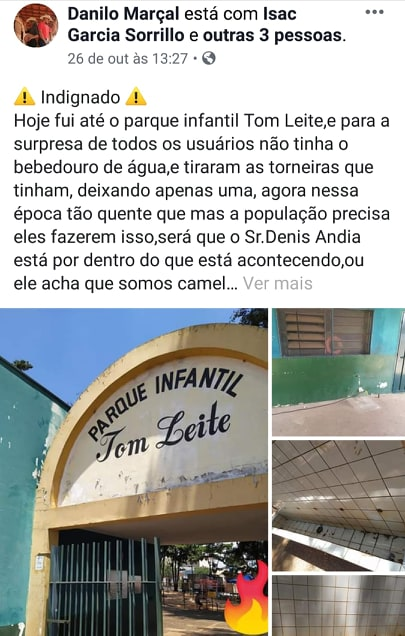 Danilo Marçal está com Isac
Garcia Sorrillo e outras 3 pessoas.
26 de out às 13:27 •
⚠️ Indignado ⚠️
Hoje fui até o parque infantil Tom Leite,e para a
surpresa de todos os usuários não tinha o
bebedouro de água,e tiraram as torneiras que
tinham, deixando apenas uma, agora nessa
época tão quente que mas a população precisa
eles fazerem isso,será que o Sr.Denis Andia
está por dentro do que está acontecendo,ou
ele acha que somos camel... Ver mais
PARQUE INFANTIL
Tom Leite